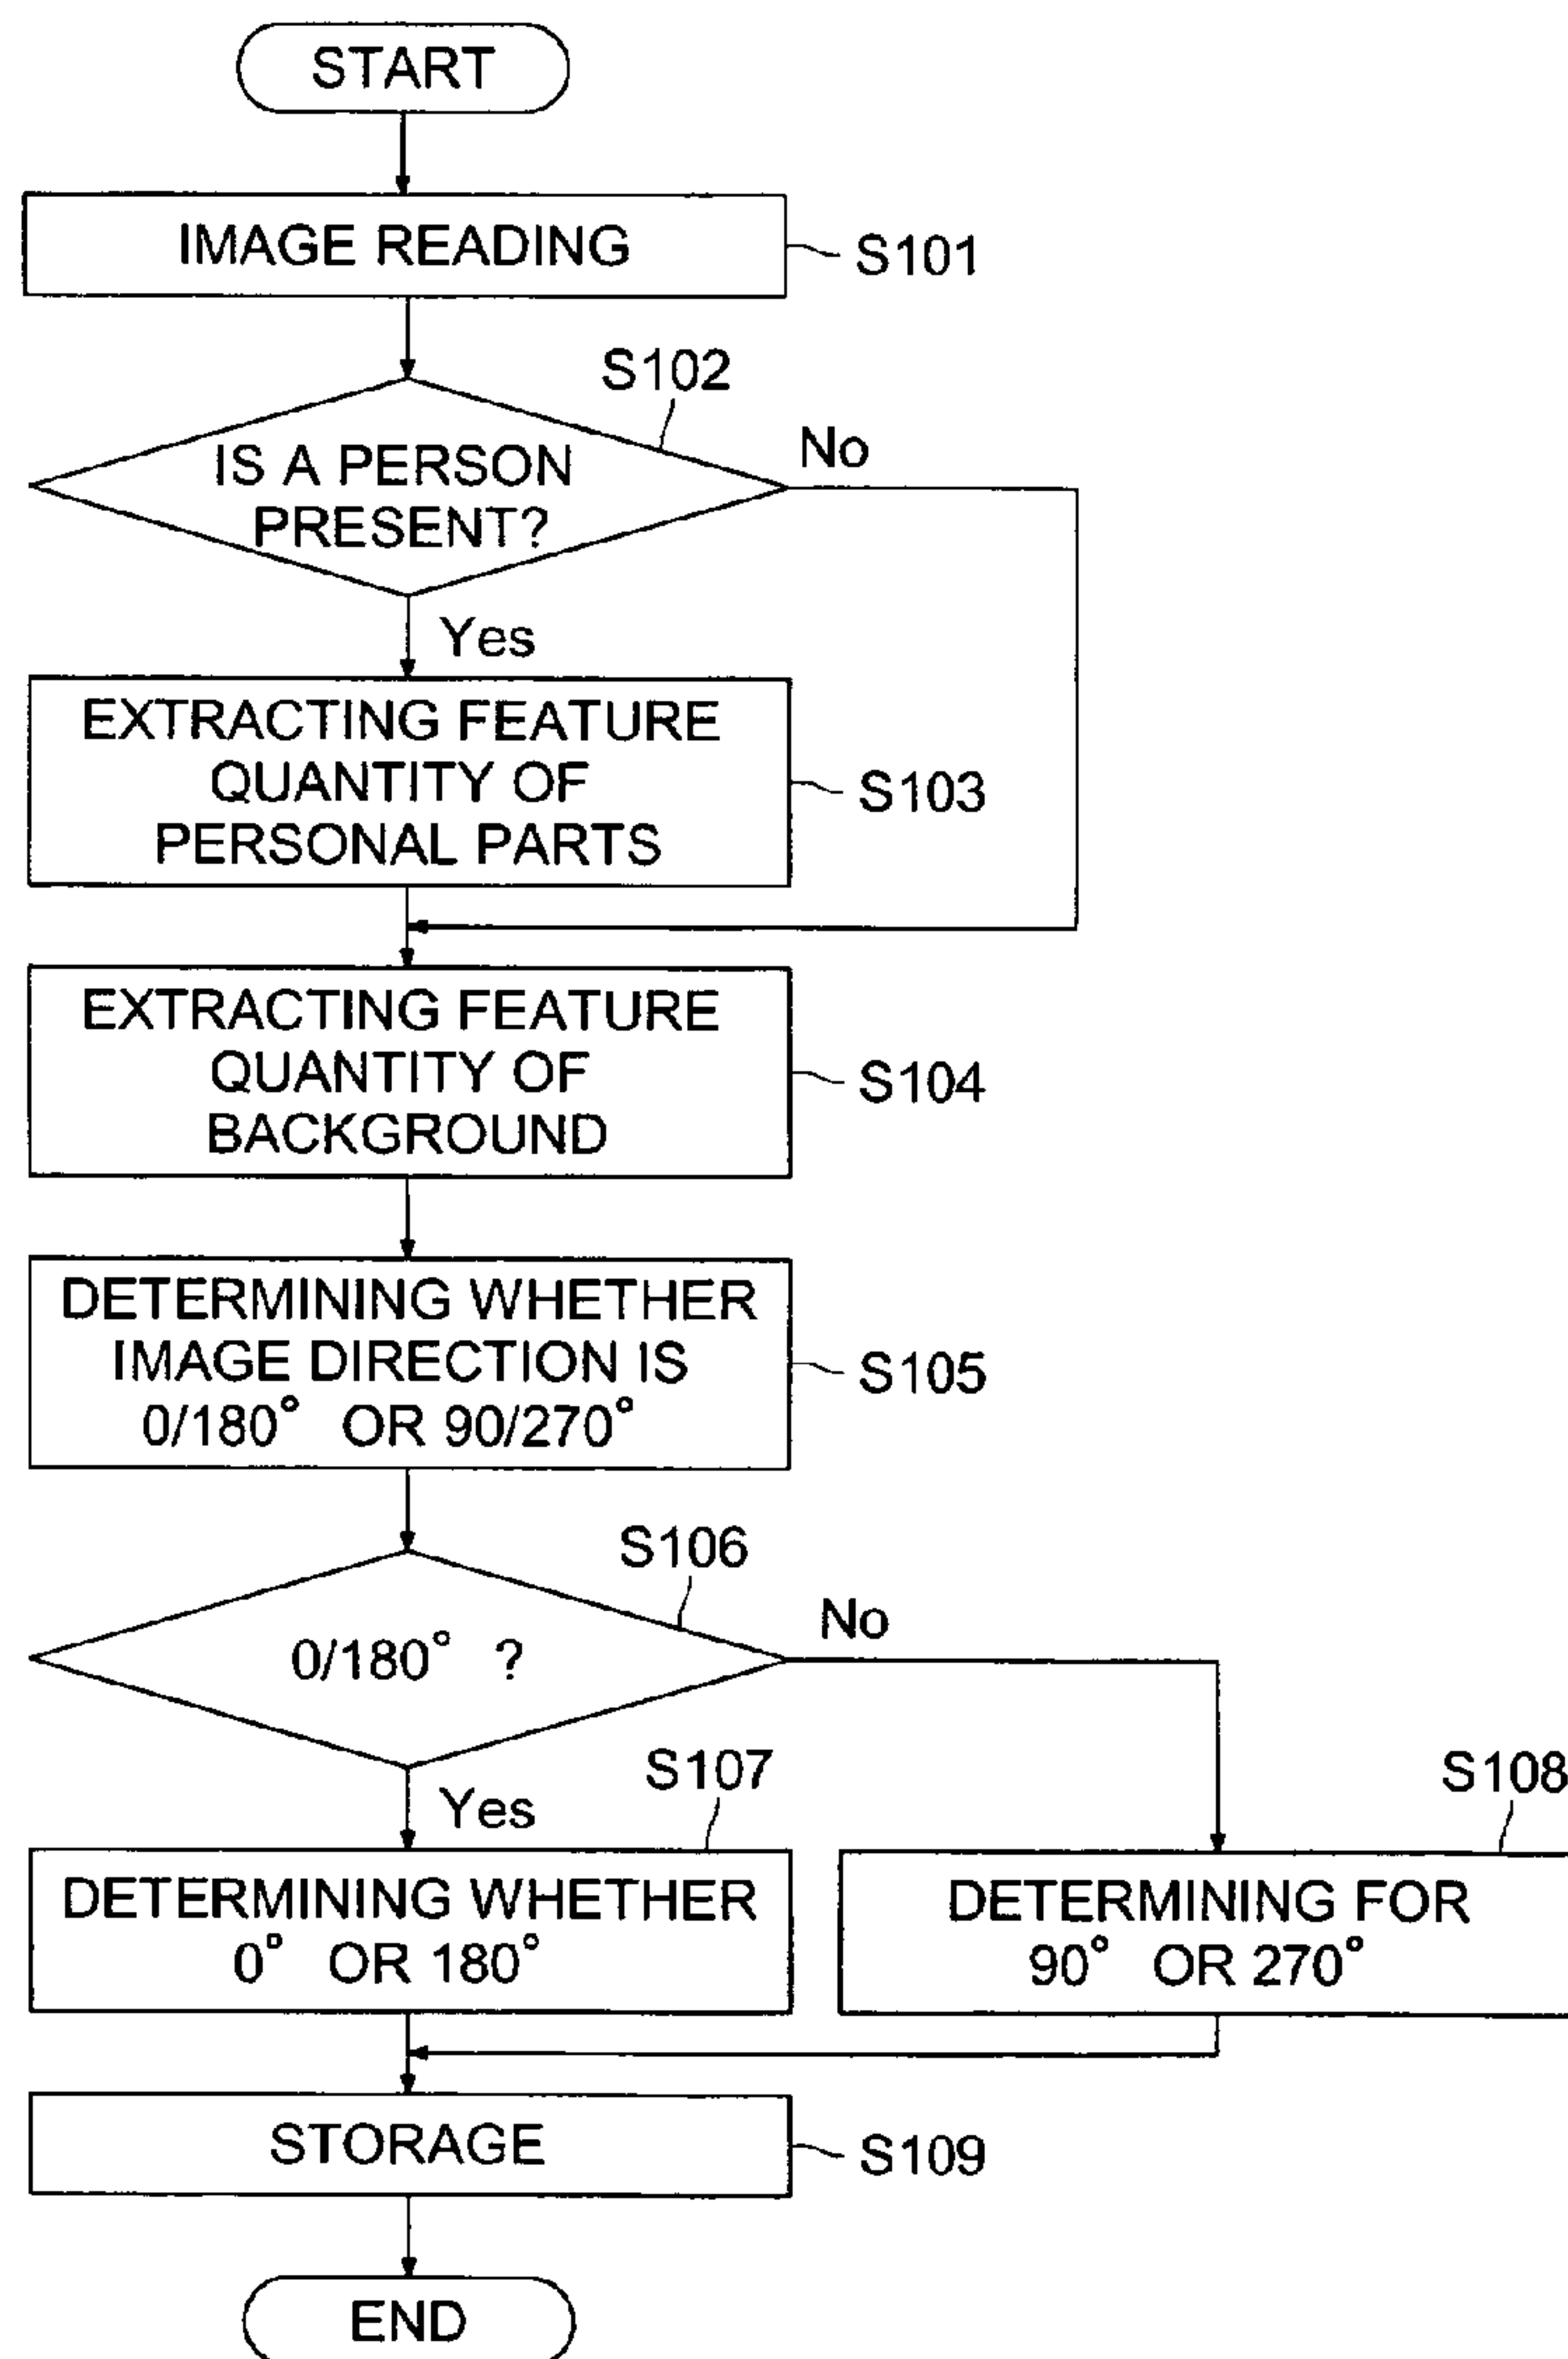 START
IMAGE READING
S101
S102
IS A PERSON
PRESENT?
No
Yes
EXTRACTING FEATURE
QUANTITY OF
PERSONAL PARTS
S103
EXTRACTING FEATURE
QUANTITY OF
BACKGROUND
S104
DETERMINING WHETHER
IMAGE DIRECTION IS
0/180° OR 90/270°
S105
S106
0/180° ?
No
Yes
S107
DETERMINING WHETHER
0° OR 180°
S108
DETERMINING FOR
90° OR 270°
STORAGE
S109
END